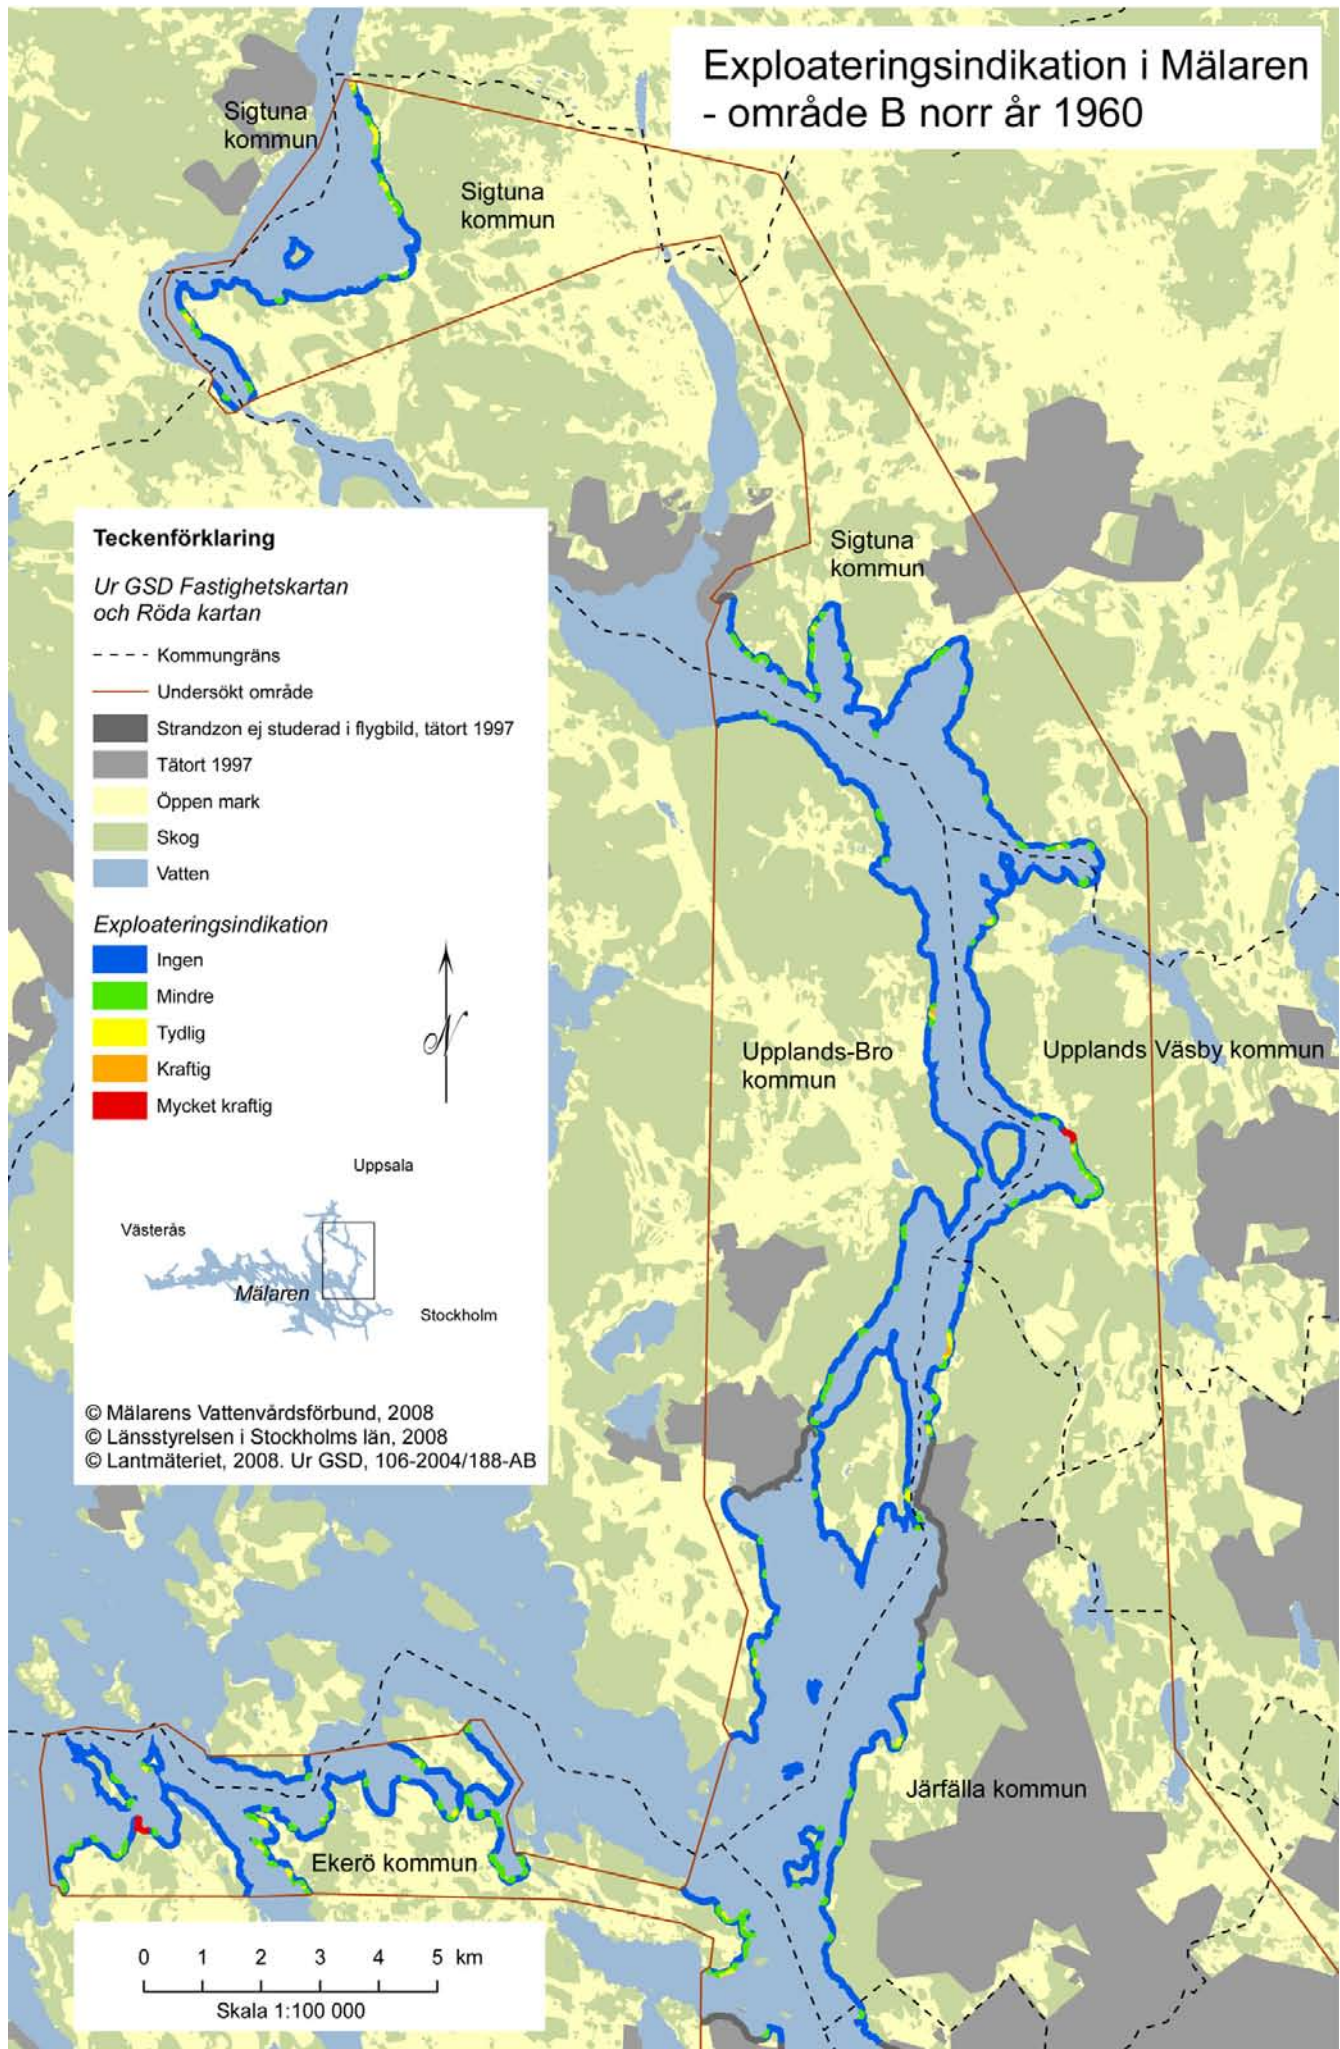 Exploateringsindikation i Mälaren
- område B norr år 1960
Sigtuna
kommun
Sigtuna
kommun
Sigtuna
kommun
Teckenförklaring
Ur GSD Fastighetskartan
och Röda kartan
Kommungräns
Undersökt område
Strandzon ej studerad i flygbild, tätort 1997
Tätort 1997
Öppen mark
Skog
Vatten
Exploateringsindikation
Ingen
Mindre
Tydlig
Kraftig
Mycket kraftig
N
Uppsala
Västerås
Mälaren
Stockholm
© Mälarens Vattenvårdsförbund, 2008
© Länsstyrelsen i Stockholms län, 2008
© Lantmäteriet, 2008. Ur GSD, 106-2004/188-AB
Upplands-Bro
kommun
Upplands Väsby kommun
Järfälla kommun
Ekerö kommun
0 1 2 3 4 5 km
Skala 1:100 000